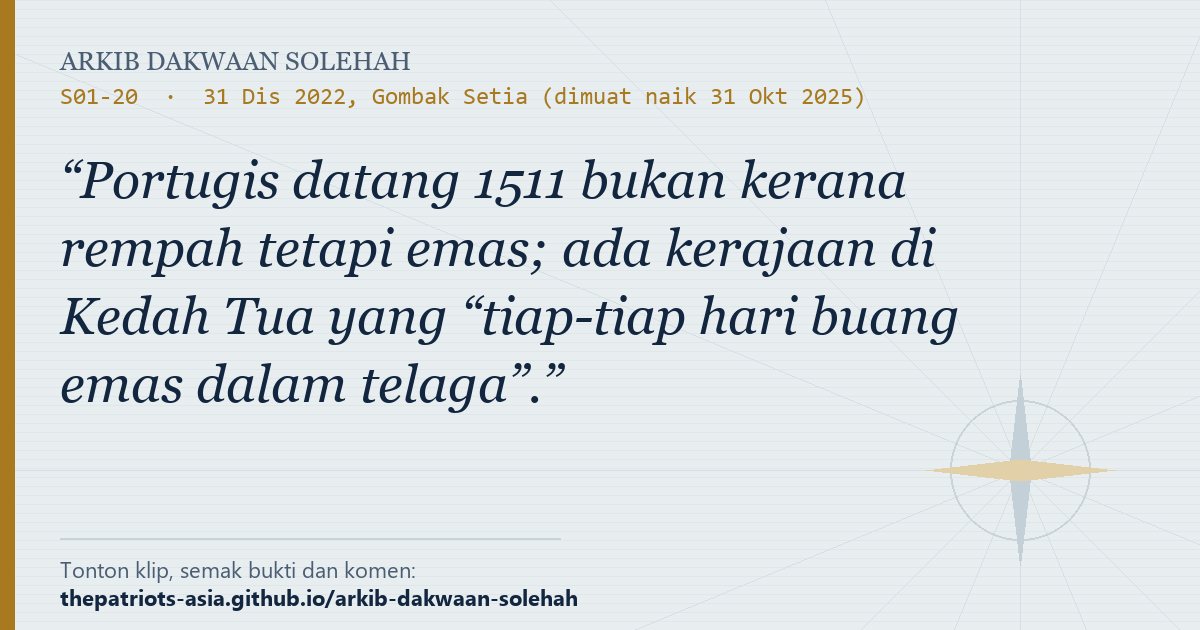 ARKIB DAKWAAN SOLEHAH
S01-20 · 31 Dis 2022, Gombak Setia (dimuat naik 31 Okt 2025)
“Portugis datang 1511 bukan kerana
rempah tetapi emas; ada kerajaan di
Kedah Tua yang “tiap-tiap hari buang
emas dalam telaga”.”
Tonton klip, semak bukti dan komen:
thepatriots-asia.github.io/arkib-dakwaan-solehah